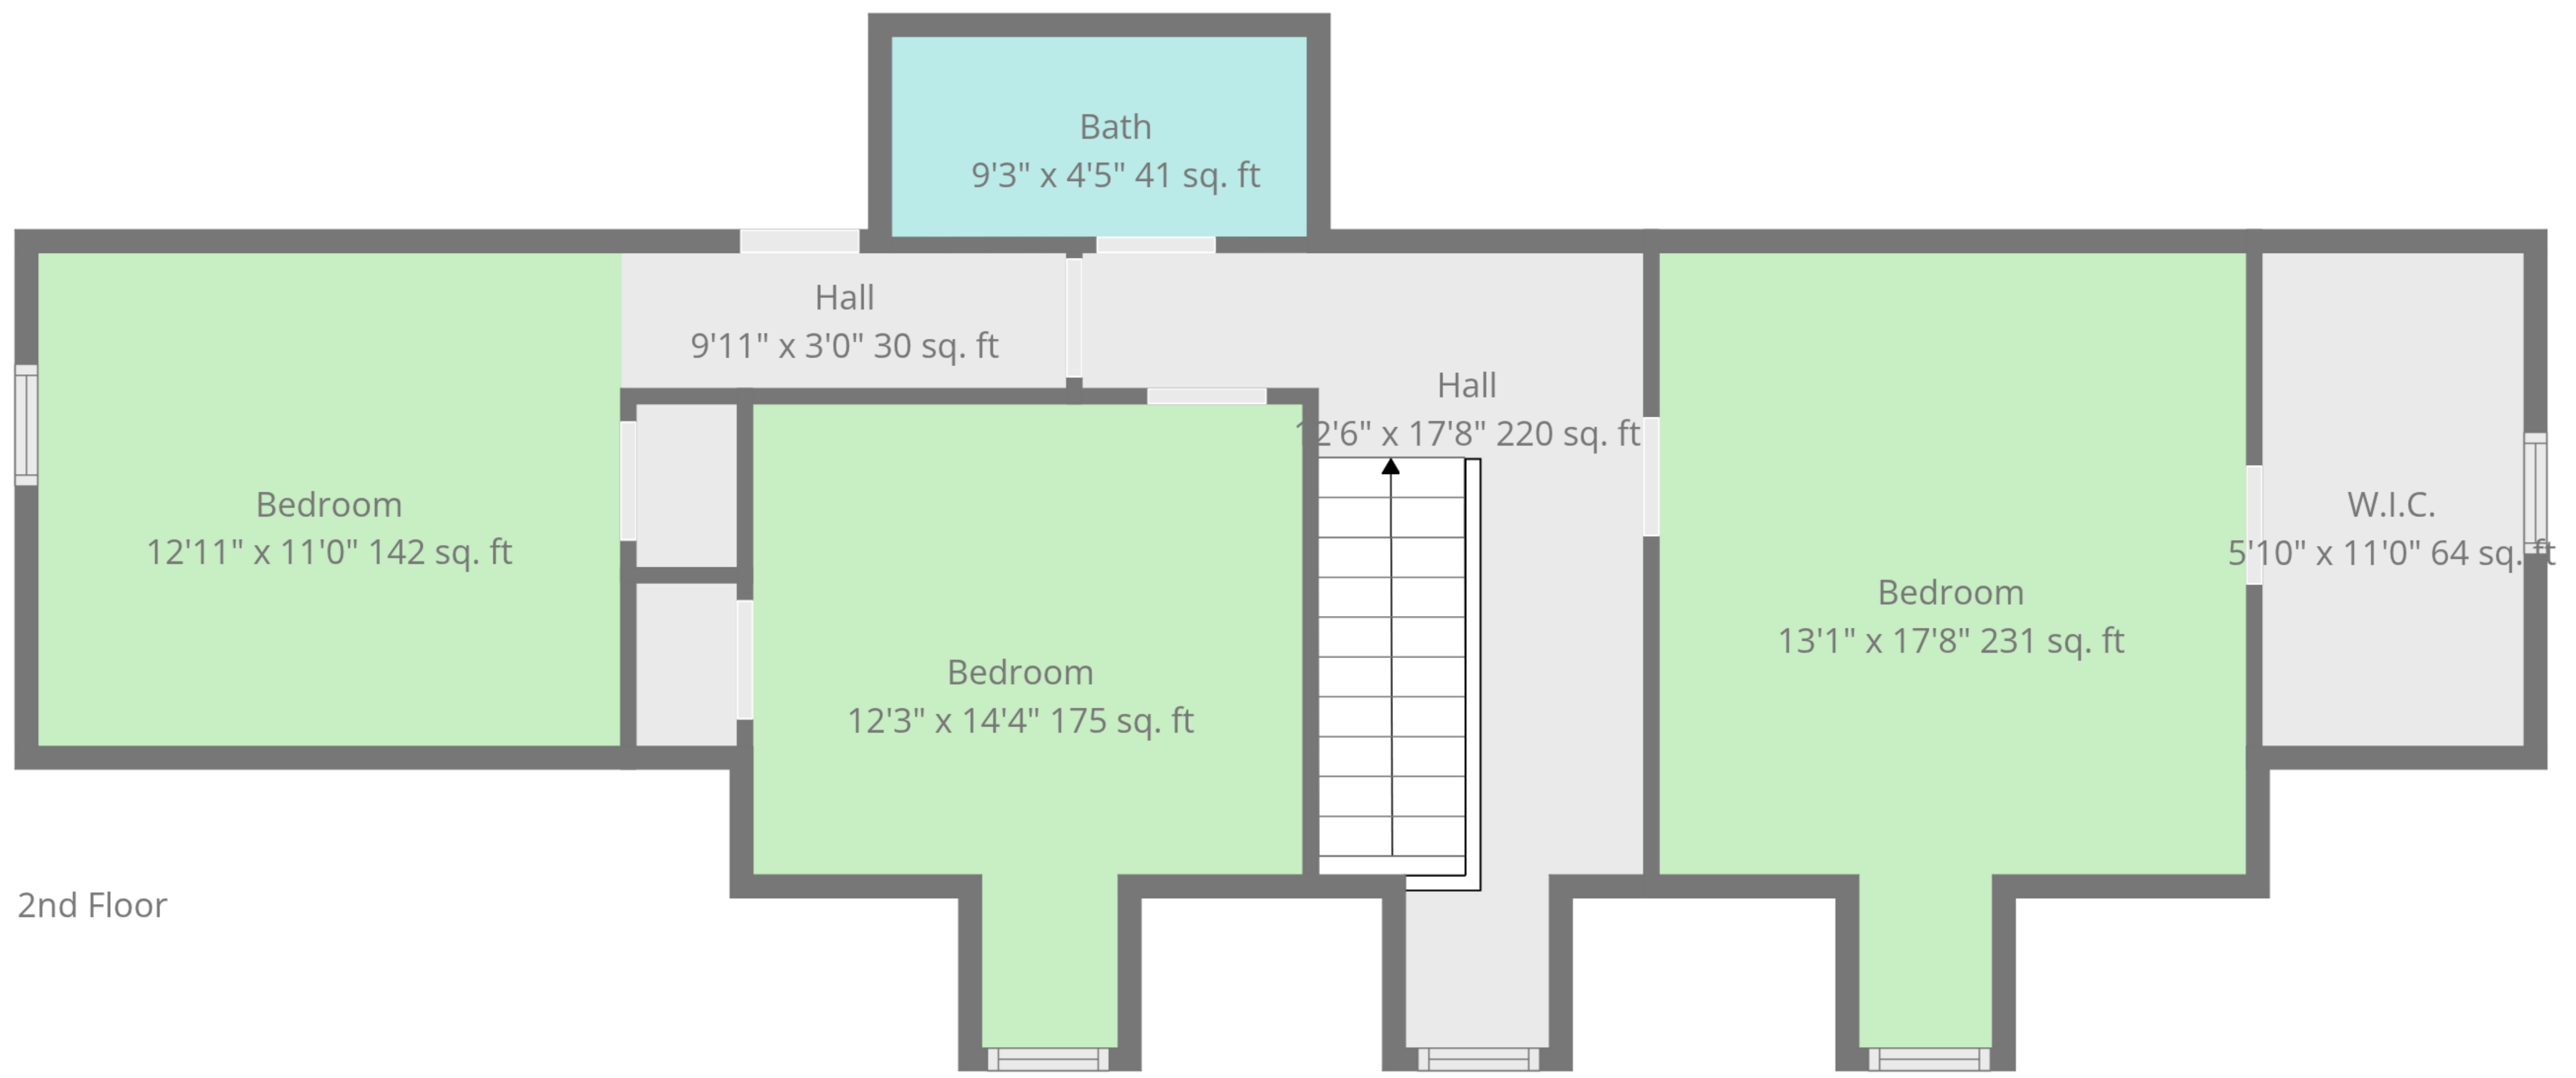 Bath
9'3" x 4'5" 41 sq. ft
Hall
9'11" x 3'0" 30 sq. ft
Hall
12'6" x 17'8" 220 sq. ft
Bedroom
12'11" x 11'0" 142 sq. ft
W.I.C.
5'10" x 11'0" 64 sq. ft
Bedroom
13'1" x 17'8" 231 sq. ft
Bedroom
12'3" x 14'4" 175 sq. ft
2nd Floor